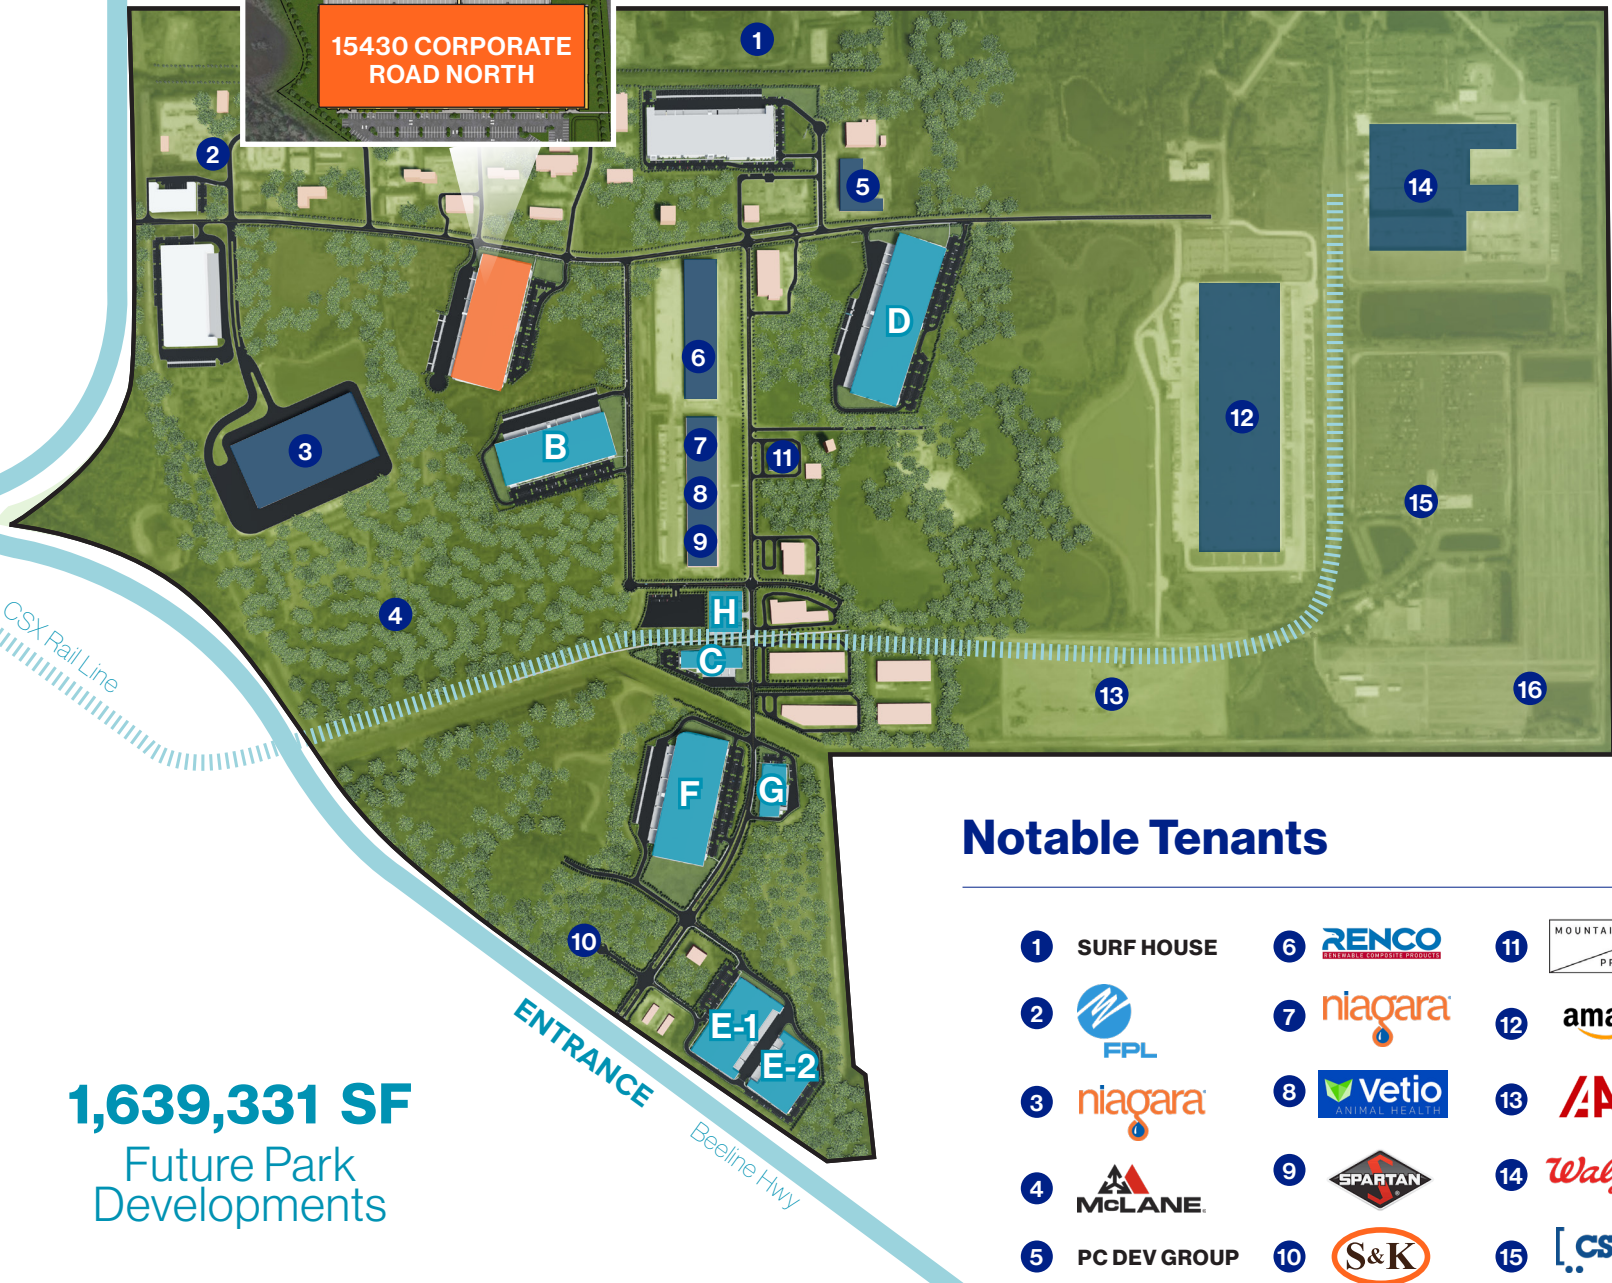 15430 CORPORATE
ROAD NORTH
1
2
5
14
D
6
12
7
B
3
11
8
15
9
4
H
C
16
13
CSX Rail Line
F
G
10
E-1
E-2
ENTRANCE
Beeline Hwy
1,639,331 SF
Future Park
Developments
Notable Tenants
1 SURF HOUSE
2 FPL
3 niagara
4 McLANE
5 PC DEV GROUP
6 RENCO
RENEWABLE COMPOSITE PRODUCTS
7 niagara
8 Vetio
ANIMAL HEALTH
9 SPARTAN
10 S&K
11
12
13
14
15